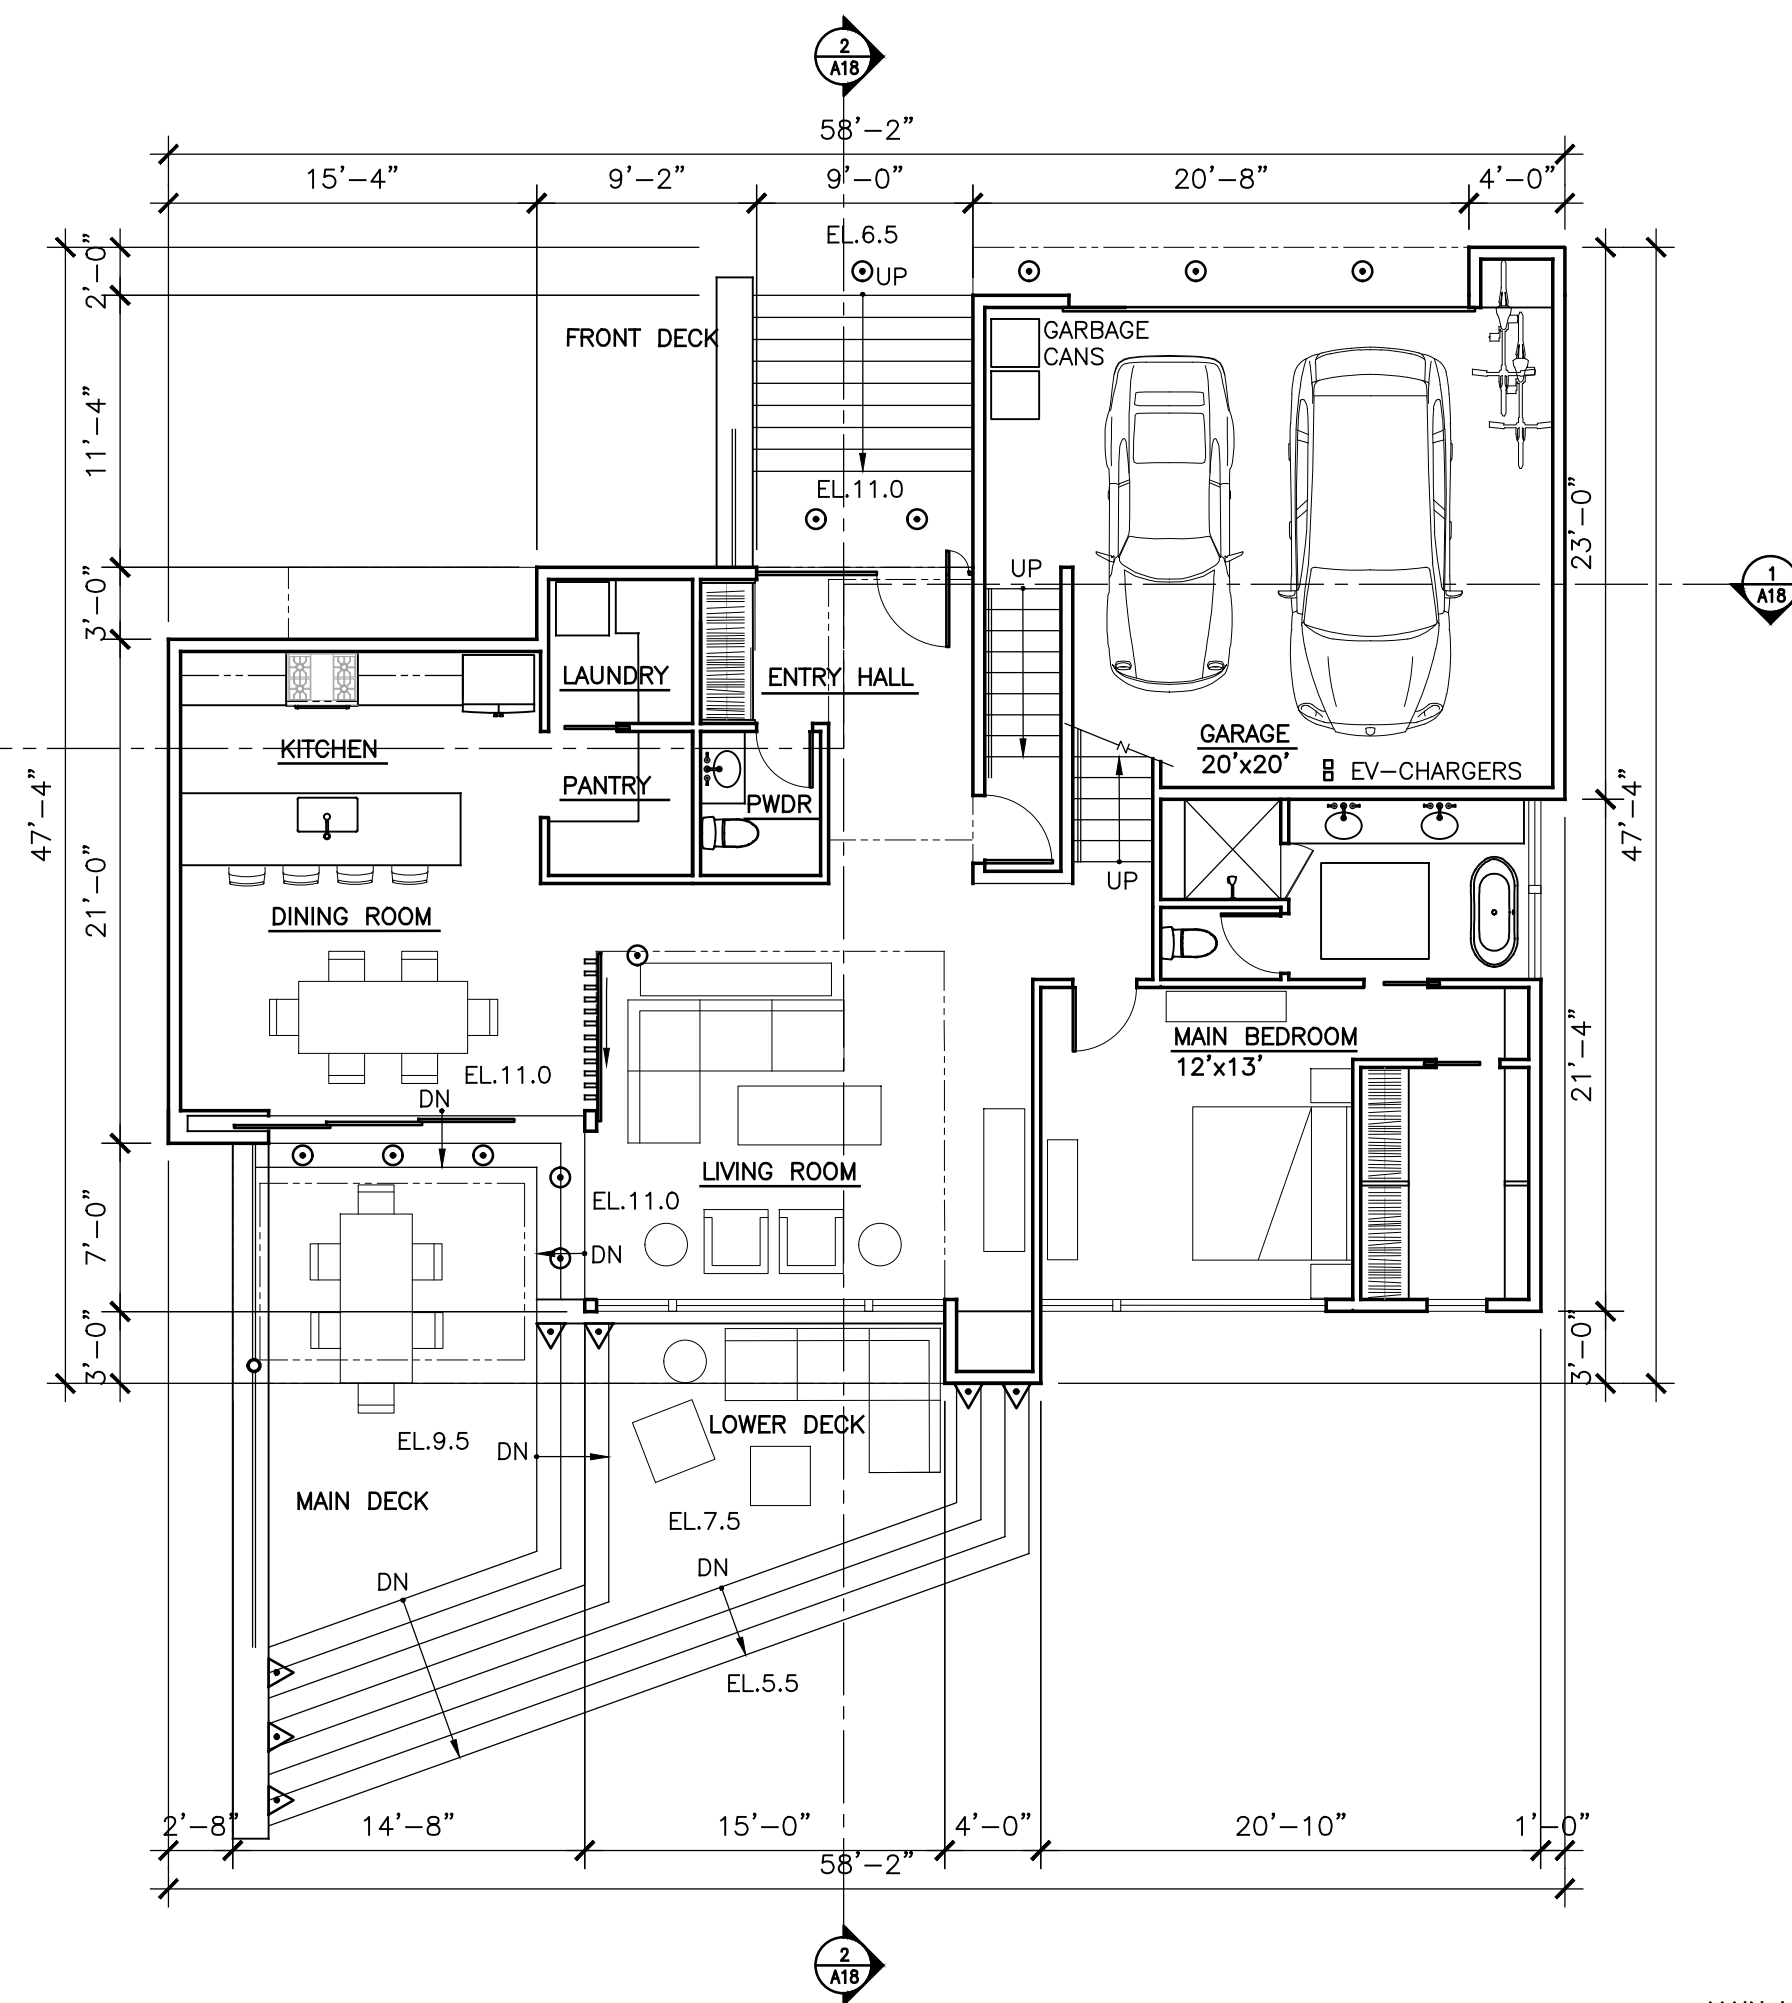 2
A18
58'-2"
15'-4"
9'-2"
9'-0"
20'-8"
4'-0"
2'-0"
11'-4"
3'-0"
21'-0"
7'-0"
3'-0"
47'-4"
EL.6.5
UP
FRONT DECK
GARBAGE
CANS
EL.11.0
UP
23'-0"
1
A18
LAUNDRY
ENTRY HALL
KITCHEN
GARAGE
20'x20'
EV-CHARGERS
PANTRY
PWDR
47'-4"
UP
DINING ROOM
MAIN BEDROOM
12'x13'
21'-4"
EL.11.0
DN
LIVING ROOM
EL.11.0
DN
3'-0"
LOWER DECK
EL.9.5
DN
MAIN DECK
EL.7.5
DN
DN
EL.5.5
2'-8"
14'-8"
15'-0"
4'-0"
20'-10"
1'-0"
58'-2"
2
A18